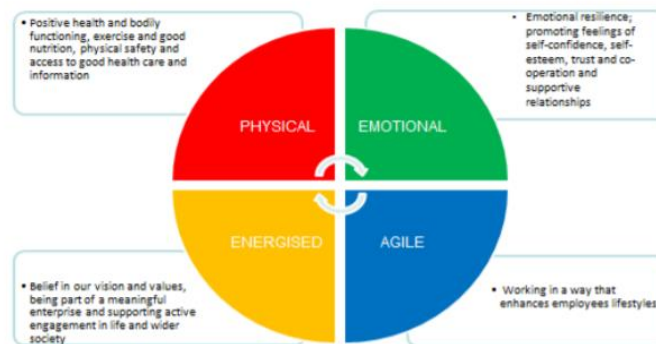 • Positive health and bodily
functioning, exercise and good
nutrition, physical safety and
access to good health care and
information
• Emotional resilience;
promoting feelings of
self-confidence, self-
esteem, trust and co-
operation and
supportive
relationships
PHYSICAL
EMOTIONAL
ENERGISED
AGILE
• Belief in our vision and values,
being part of a meaningful
enterprise and supporting active
engagement in life and wider
society
• Working in a way that
enhances employees lifestyles